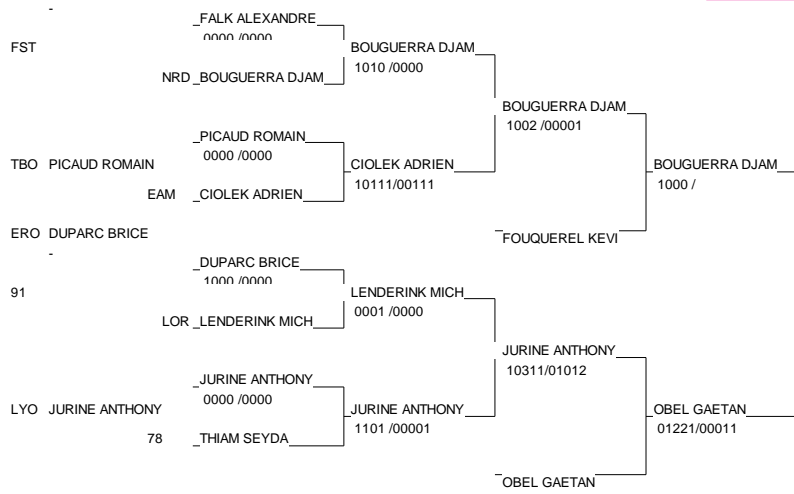 -
_FALK ALEXANDRE
0000 /0000
FST
BOUGUERRA DJAM
1010 /0000
NRD _BOUGUERRA DJAM
BOUGUERRA DJAM
1002 /00001
_PICAUD ROMAIN
0000 /0000
TBO PICAUD ROMAIN
CIOLEK ADRIEN
10111/00111
BOUGUERRA DJAM
1000 /
EAM _CIOLEK ADRIEN
ERO DUPARC BRICE
FOUQUEREL KEVI
-
_DUPARC BRICE
1000 /0000
91
LENDERINK MICH
0001 /0000
LOR _LENDERINK MICH
JURINE ANTHONY
10311/01012
_JURINE ANTHONY
0000 /0000
LYO JURINE ANTHONY
JURINE ANTHONY
1101 /00001
OBEL GAETAN
01221/00011
78 _THIAM SEYDA
OBEL GAETAN